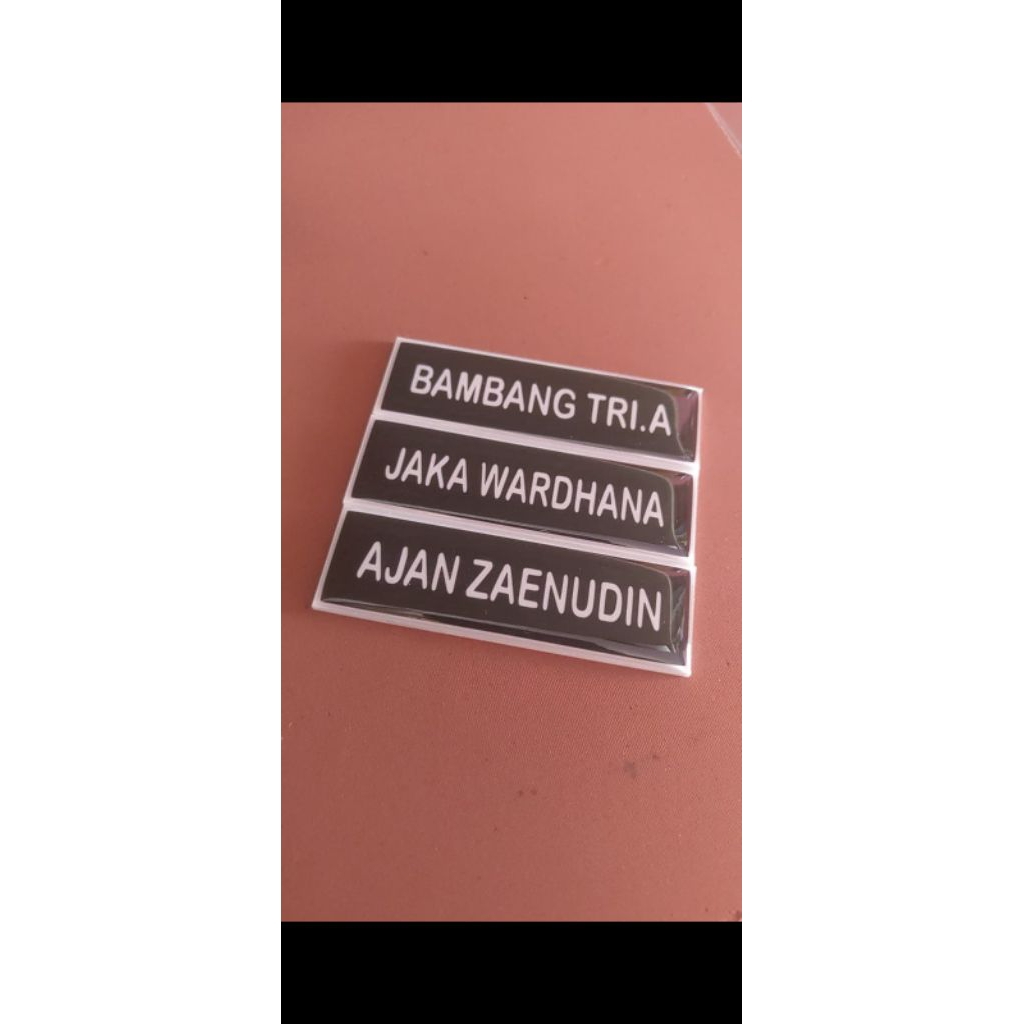 BAMBANG TRI.A
JAKA WARDHANA
AJAN ZAENUDIN